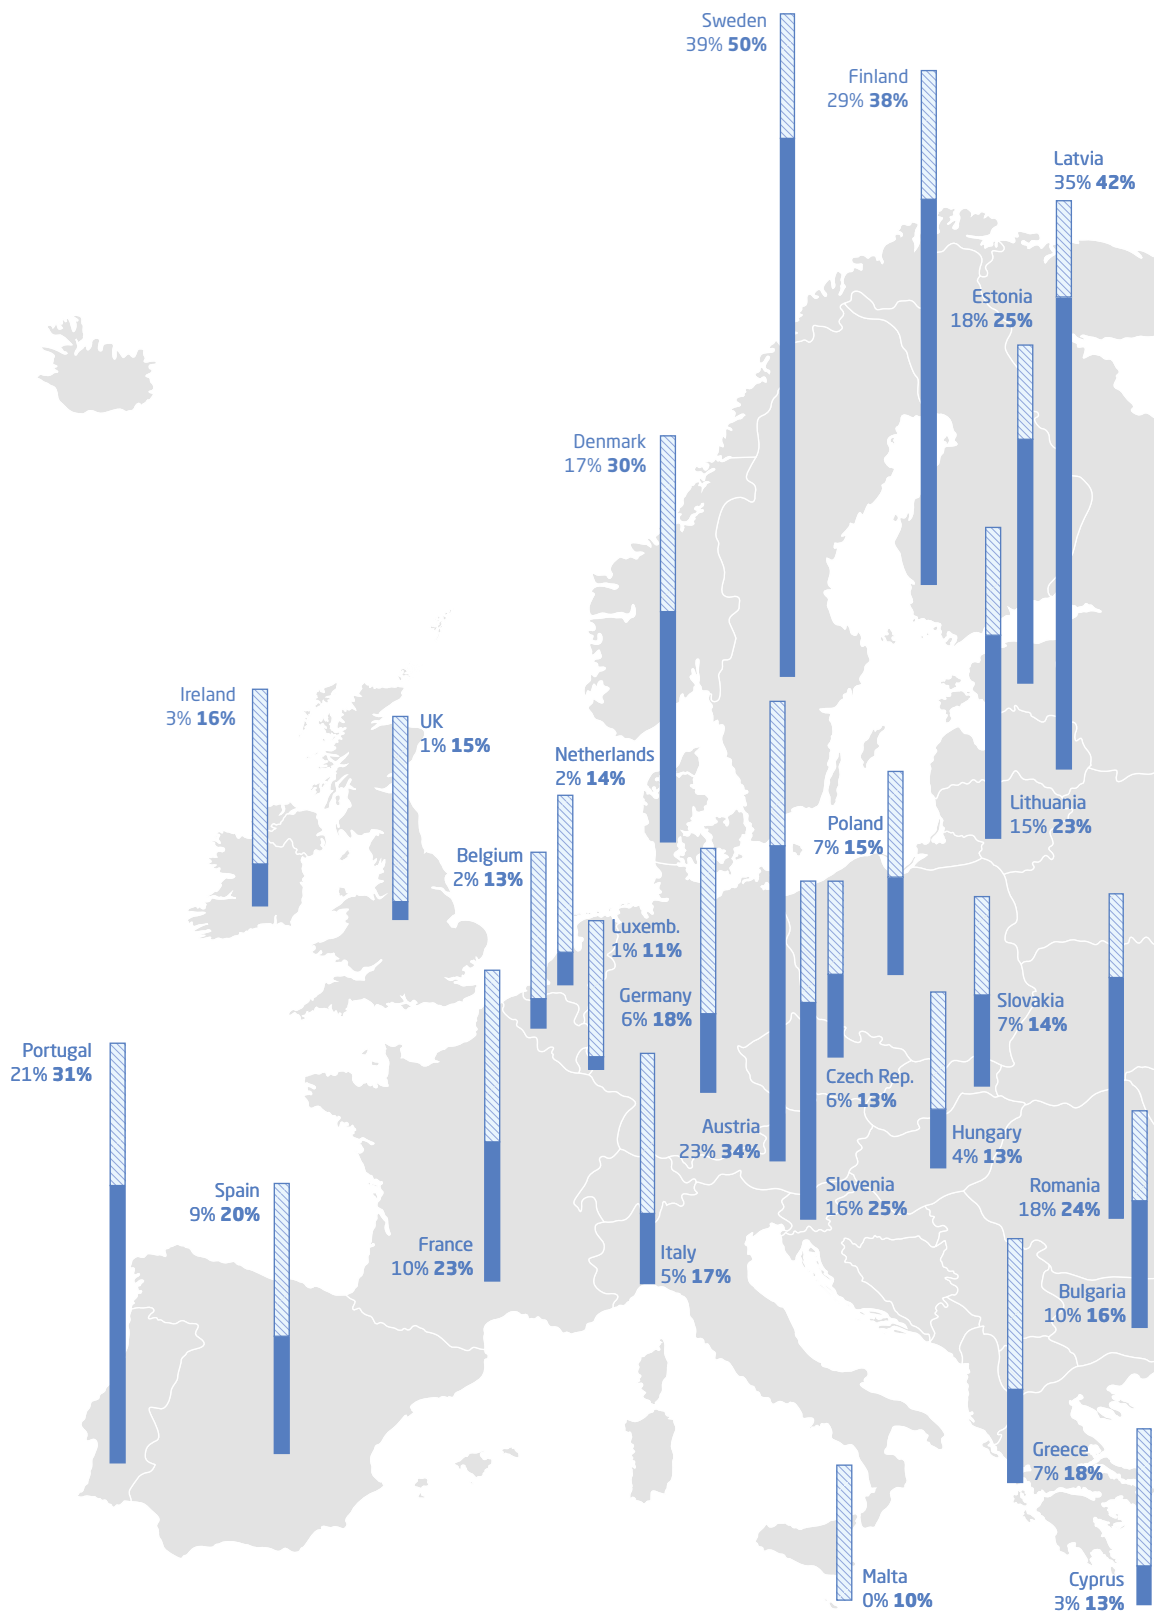 Sweden
39% 50%
Finland
29% 38%
Latvia
35% 42%
Estonia
18% 25%
Denmark
17% 30%
Ireland
3% 16%
UK
1% 15%
Netherlands
2% 14%
Lithuania
15% 23%
Poland
7% 15%
Belgium
2% 13%
Luxemb.
1% 11%
Germany
6% 18%
Slovakia
7% 14%
Portugal
21% 31%
Czech Rep.
6% 13%
Austria
23% 34%
Hungary
4% 13%
Slovenia
16% 25%
Romania
18% 24%
Spain
9% 20%
France
10% 23%
Italy
5% 17%
Bulgaria
10% 16%
Greece
7% 18%
Malta
0% 10%
Cyprus
3% 13%